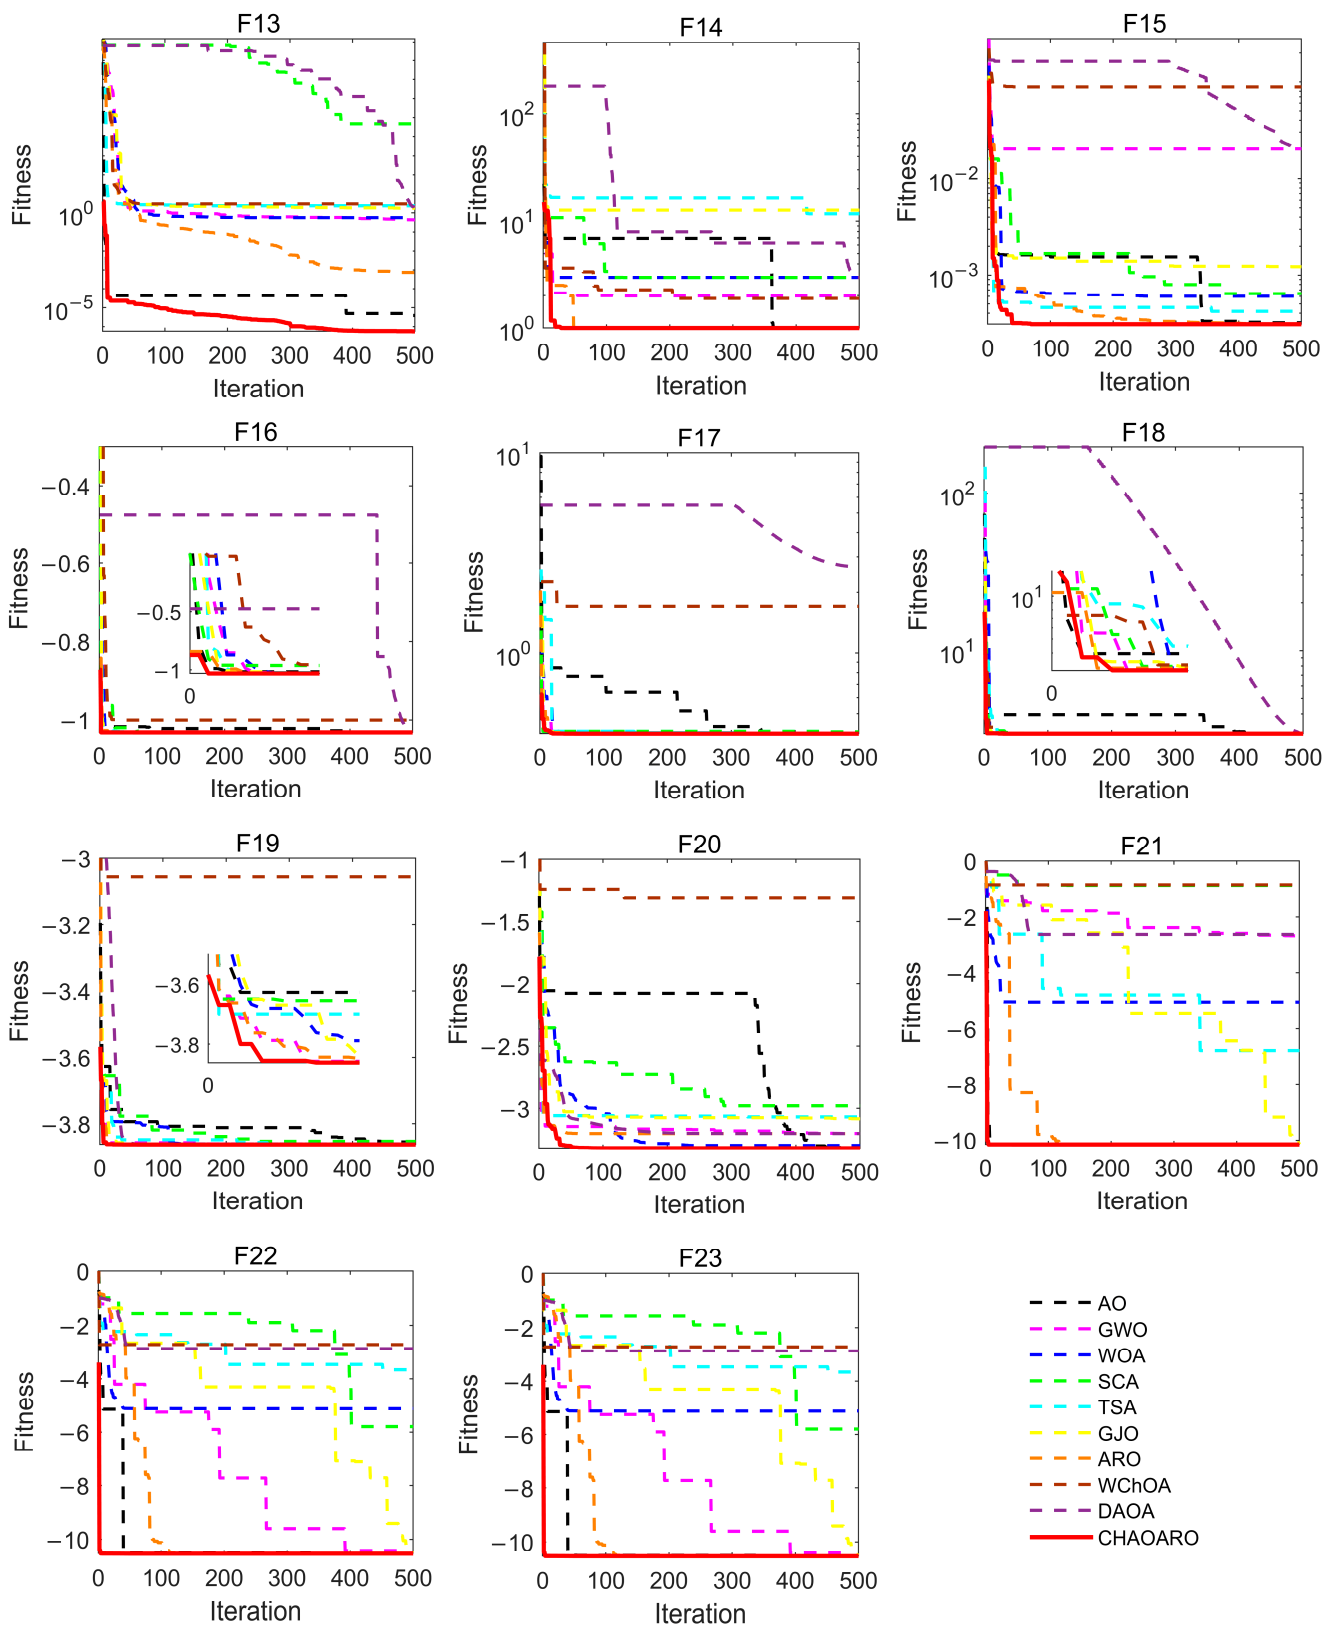 F13
10^0
10^−5
0 100 200 300 400 500
Fitness
Iteration
F14
10^2
10^1
10^0
0 100 200 300 400 500
Fitness
Iteration
F15
10^−2
10^−3
0 100 200 300 400 500
Fitness
Iteration
F16
−0.4
−0.6
−0.8
−1
−0.5
−1
0
0 100 200 300 400 500
Fitness
Iteration
F17
10^1
10^0
0 100 200 300 400 500
Fitness
Iteration
F18
10^2
10^1
10^1
0
0 100 200 300 400 500
Fitness
Iteration
F19
−3
−3.2
−3.4
−3.6
−3.8
−3.6
−3.8
0
0 100 200 300 400 500
Fitness
Iteration
F20
−1
−1.5
−2
−2.5
−3
0 100 200 300 400 500
Fitness
Iteration
F21
0
−2
−4
−6
−8
−10
0 100 200 300 400 500
Fitness
Iteration
F22
0
−2
−4
−6
−8
−10
0 100 200 300 400 500
Fitness
Iteration
F23
0
−2
−4
−6
−8
−10
0 100 200 300 400 500
Fitness
Iteration
AO
GWO
WOA
SCA
TSA
GJO
ARO
WChOA
DAOA
CHAOARO